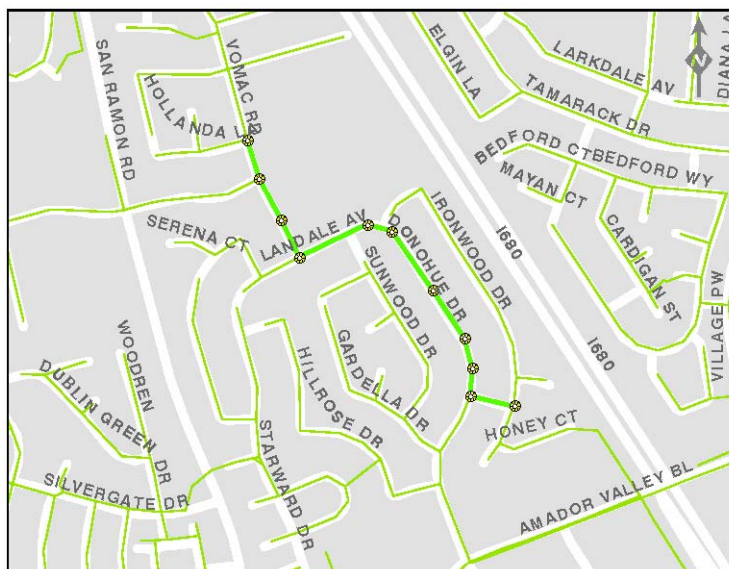 SAN RAMON RD
VOMAC RD
HOLLANDA LA
ELGIN LA
LARKDALE AV
TAMARACK DR
DIANA LA
N
BEDFORD CT
BEDFORD WY
MAYAN CT
CARDIGAN ST
VILLAGE PW
I680
I680
SERENA CT
LANDALE AV
DONOHUE DR
IRONWOOD DR
SUNWOOD DR
GARDELLA DR
HILLROSE DR
WOODREN
DUBLIN GREEN DR
SILVERGATE DR
STARWARD DR
HONEY CT
AMADOR VALLEY BL